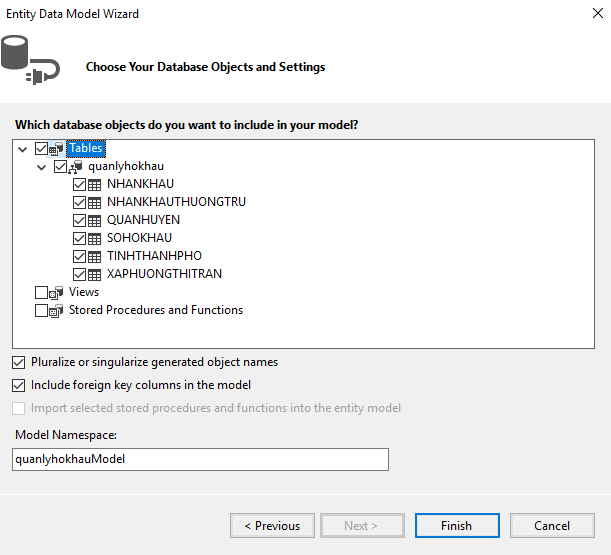 Entity Data Model Wizard
Choose Your Database Objects and Settings
Which database objects do you want to include in your model?
Tables
quanlyhokhau
NHANKHAU
NHANKHAUTHUONGTRU
QUANHUYEN
SOHOKHAU
TINHTHANHPHO
XAPHUONGTHITRAN
Views
Stored Procedures and Functions
Pluralize or singularize generated object names
Include foreign key columns in the model
Import selected stored procedures and functions into the entity model
Model Namespace:
quanlyhokhauModel
< Previous Next > Finish Cancel